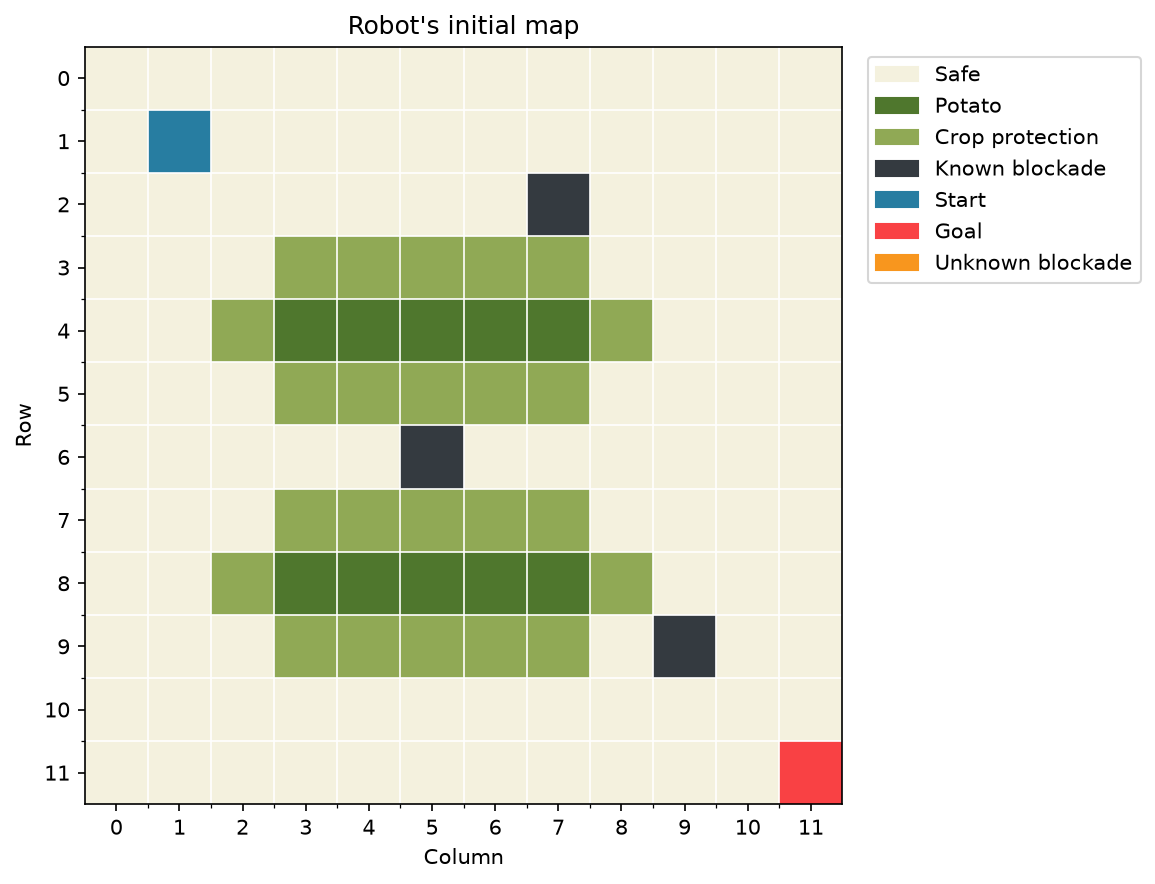 Robot's initial map
Safe
Potato
Crop protection
Known blockade
Start
Goal
Unknown blockade
Row
0
1
2
3
4
5
6
7
8
9
10
11
0 1 2 3 4 5 6 7 8 9 10 11
Column